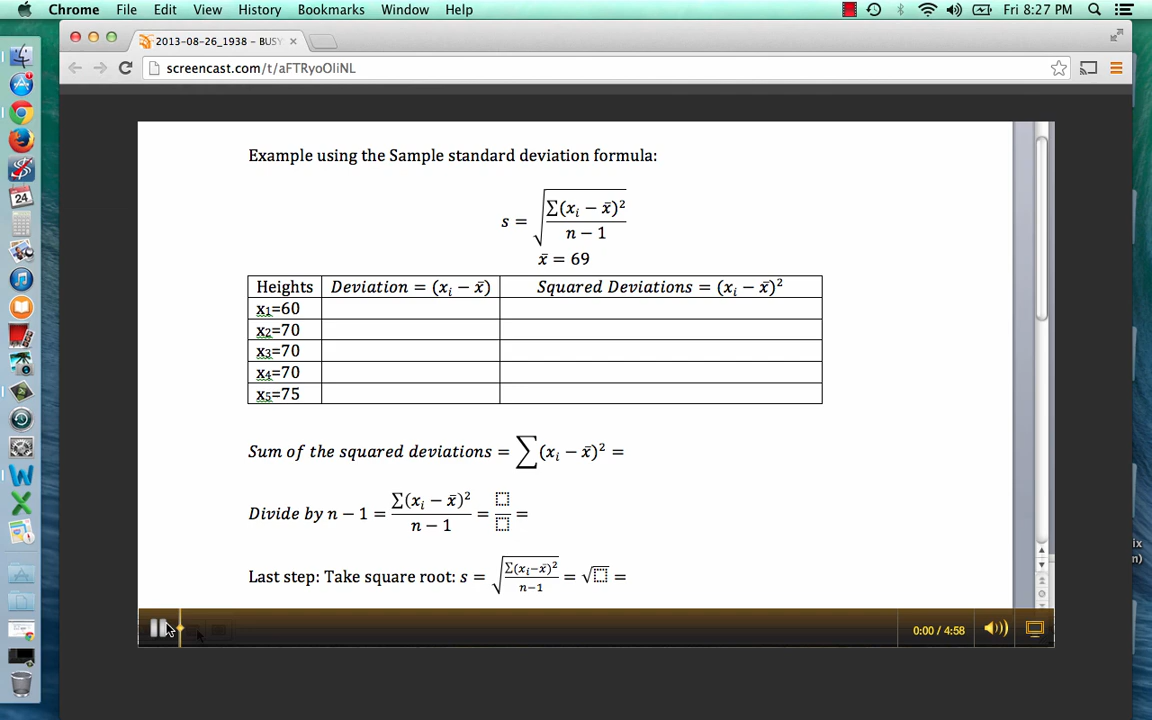 Chrome File Edit View History Bookmarks Window Help Fri 8:27 PM
2013-08-26_1938 – BUSY
screencast.com/t/aFTRyoOliNL
Example using the Sample standard deviation formula:
s = √(∑(xᵢ − x̄)² / n − 1)
x̄ = 69
Heights Deviation = (xᵢ − x̄) Squared Deviations = (xᵢ − x̄)²
x₁=60
x₂=70
x₃=70
x₄=70
x₅=75
Sum of the squared deviations = ∑(xᵢ − x̄)² =
Divide by n − 1 = ∑(xᵢ − x̄)² / n − 1 = ⬚/⬚ =
Last step: Take square root: s = √(∑(xᵢ−x̄)² / n−1) = √⬚ =
0:00 / 4:58
24
W
X
ix
n)